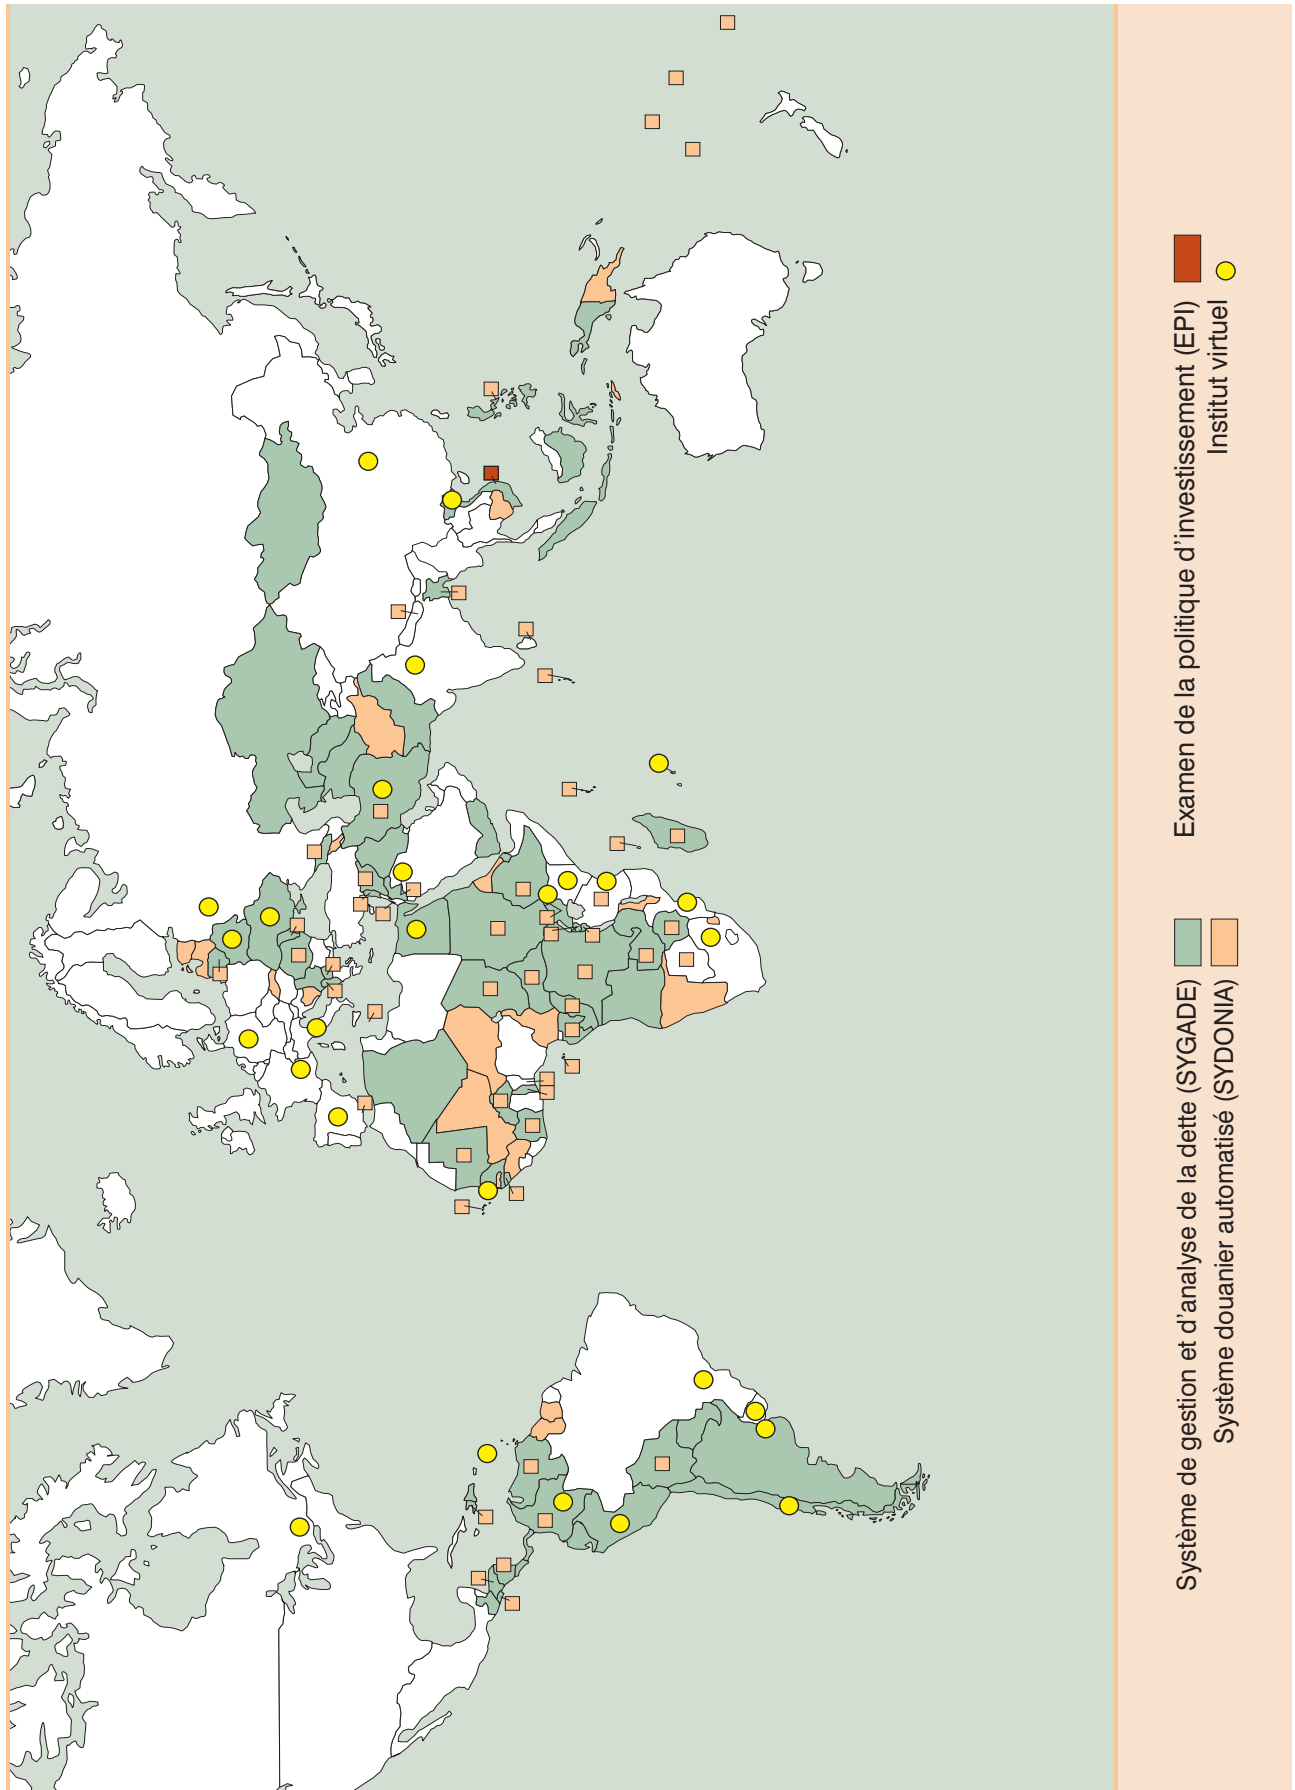 Système de gestion et d'analyse de la dette (SYGADE)
Système douanier automatisé (SYDONIA)
Examen de la politique d'investissement (EPI)
Institut virtuel